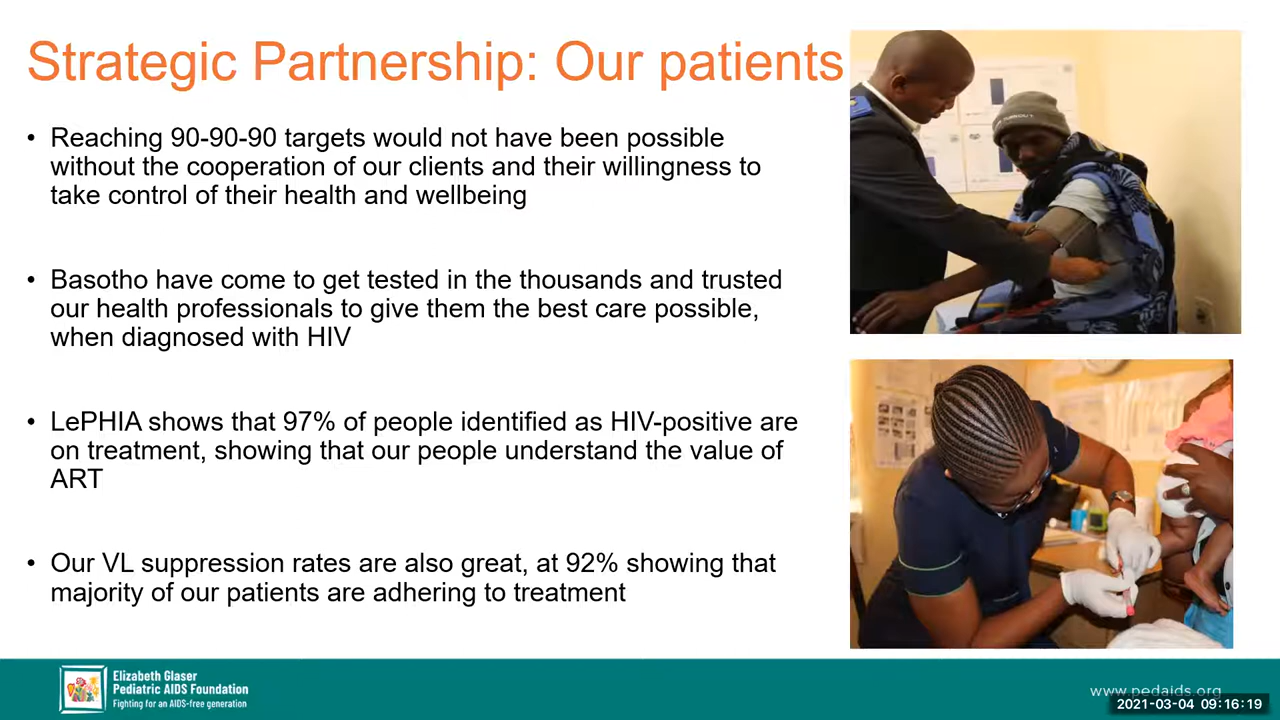 Strategic Partnership: Our patients
• Reaching 90-90-90 targets would not have been possible
without the cooperation of our clients and their willingness to
take control of their health and wellbeing
• Basotho have come to get tested in the thousands and trusted
our health professionals to give them the best care possible,
when diagnosed with HIV
• LePHIA shows that 97% of people identified as HIV-positive are
on treatment, showing that our people understand the value of
ART
• Our VL suppression rates are also great, at 92% showing that
majority of our patients are adhering to treatment
Elizabeth Glaser
Pediatric AIDS Foundation
Fighting for an AIDS-free generation
www.pedaids.org
2021-03-04 09:16:19